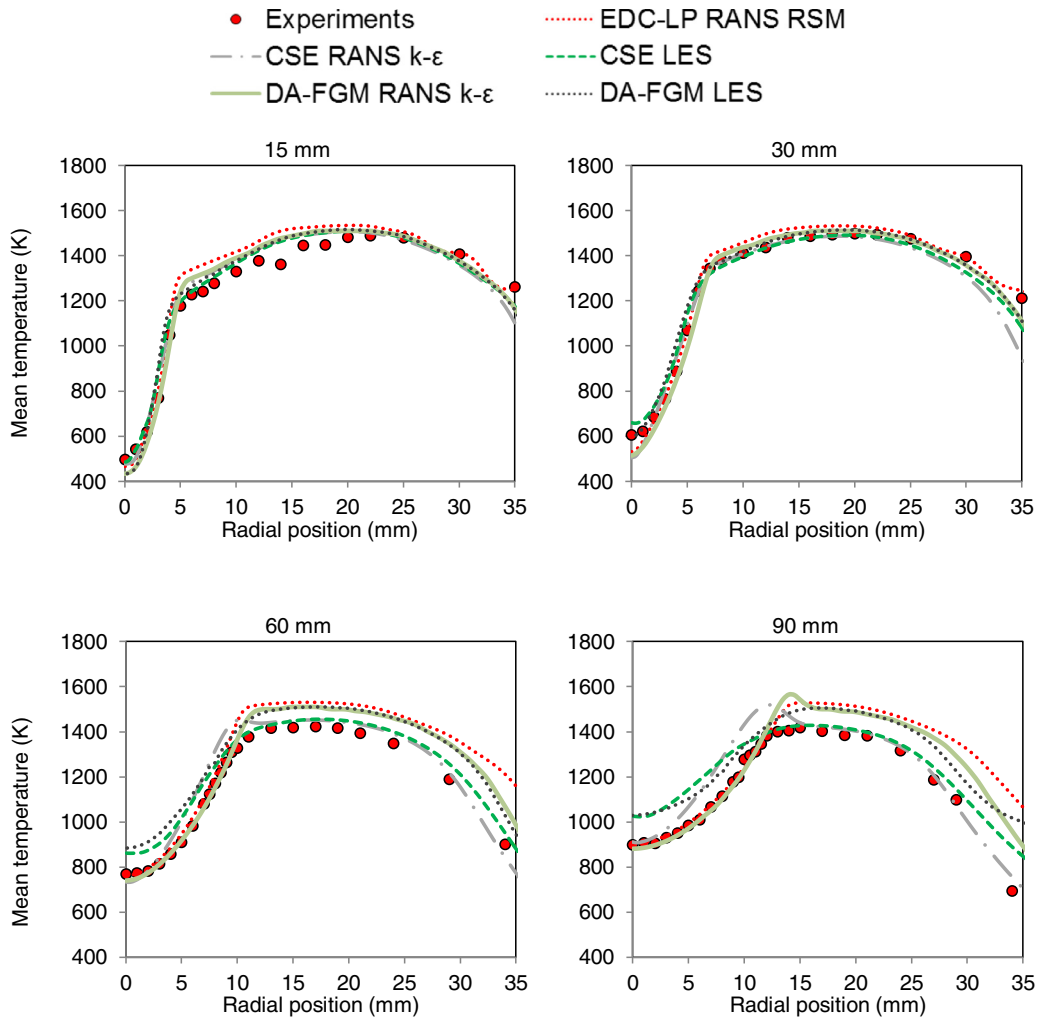 Experiments
EDC-LP RANS RSM
CSE RANS k-ε
CSE LES
DA-FGM RANS k-ε
DA-FGM LES
15 mm
Mean temperature (K)
1800
1600
1400
1200
1000
800
600
400
0 5 10 15 20 25 30 35
Radial position (mm)
30 mm
1800
1600
1400
1200
1000
800
600
400
0 5 10 15 20 25 30 35
Radial position (mm)
60 mm
Mean temperature (K)
1800
1600
1400
1200
1000
800
600
400
0 5 10 15 20 25 30 35
Radial position (mm)
90 mm
1800
1600
1400
1200
1000
800
600
400
0 5 10 15 20 25 30 35
Radial position (mm)